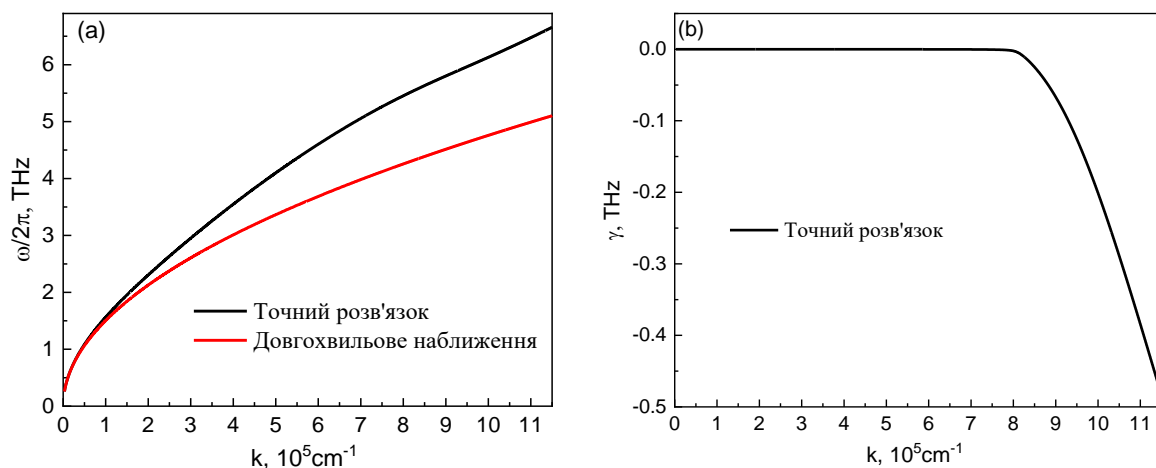 (a)
6
5
4
3
2
1
0
ω/2π, THz
Точний розв'язок
Довгохвильове наближення
0 1 2 3 4 5 6 7 8 9 10 11
k, 10⁵cm⁻¹
(b)
0.0
-0.1
-0.2
-0.3
-0.4
-0.5
γ, THz
Точний розв'язок
0 1 2 3 4 5 6 7 8 9 10 11
k, 10⁵cm⁻¹